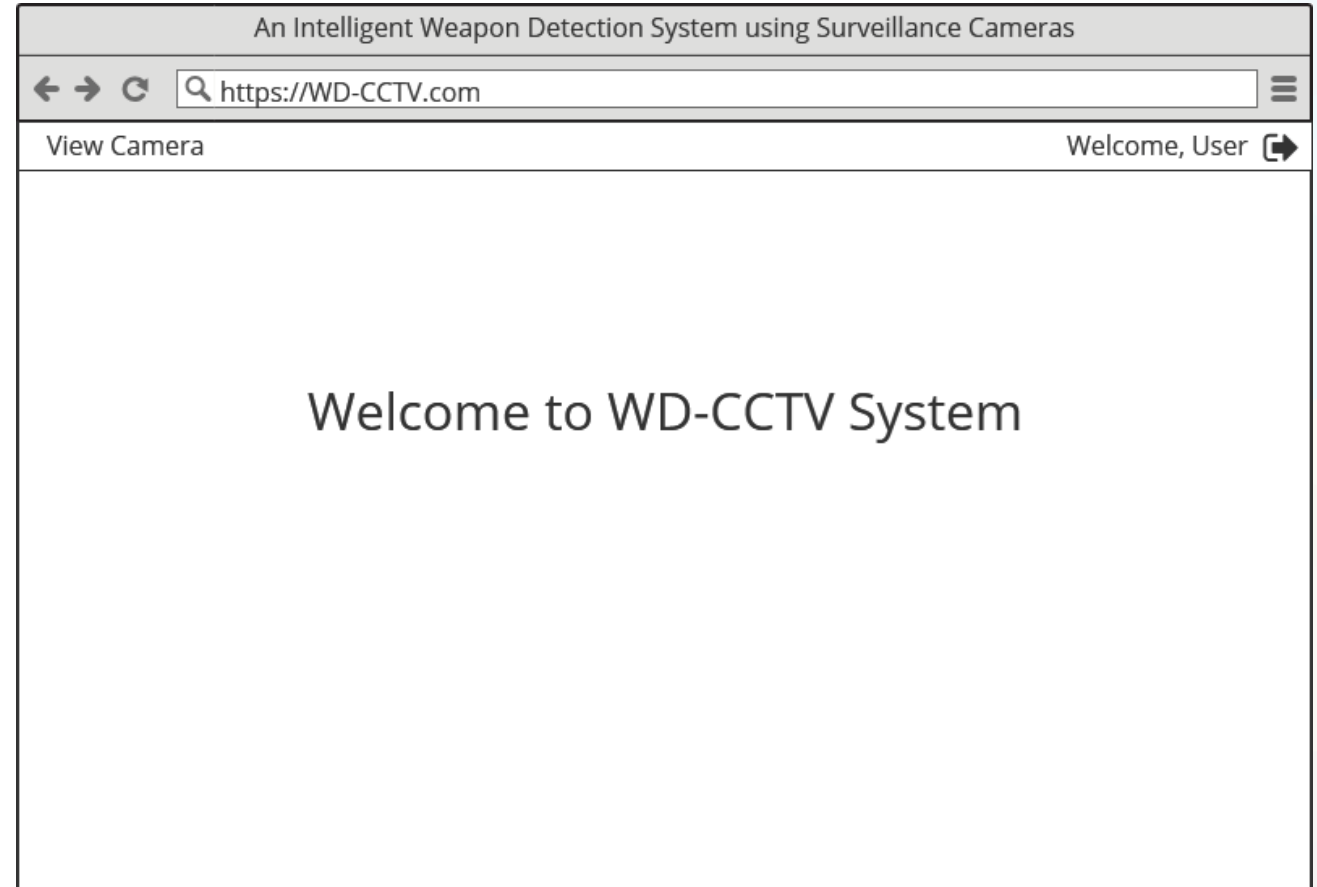 An Intelligent Weapon Detection System using Surveillance Cameras
https://WD-CCTV.com
View Camera
Welcome, User
Welcome to WD-CCTV System